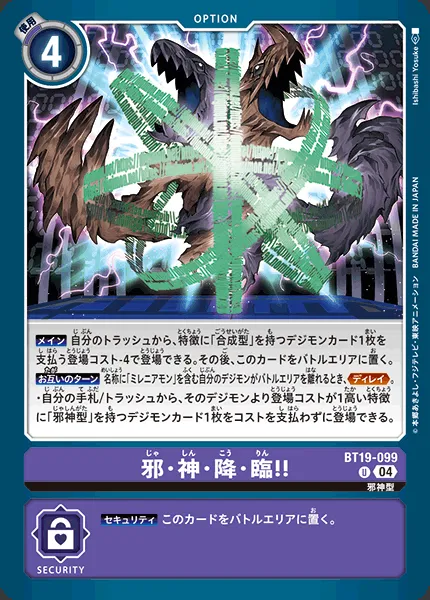 OPTION
使用
4
Ishibashi Yosuke
BANDAI MADE IN JAPAN
©本郷あきよし・フジテレビ・東映アニメーション
メイン 自分のトラッシュから、特徴に「合成型」を持つデジモンカード1枚を
支払う登場コスト-4で登場できる。その後、このカードをバトルエリアに置く。
お互いのターン 名称に「ミレニアモン」を含む自分のデジモンがバトルエリアを離れるとき、ディレイ。
・自分の手札/トラッシュから、そのデジモンより登場コストが1高い特徴
に「邪神型」を持つデジモンカード1枚をコストを支払わずに登場できる。
邪・神・降・臨!!
BT19-099
U 04
邪神型
セキュリティ このカードをバトルエリアに置く。
SECURITY